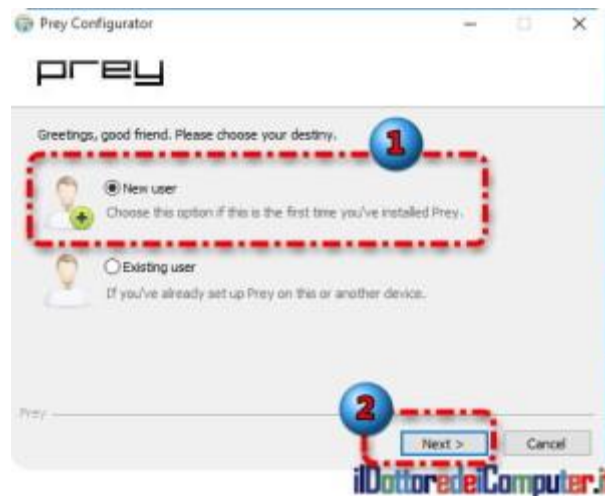 Prey Configurator
prey
Greetings, good friend. Please choose your destiny.
1
New user
Choose this option if this is the first time you've installed Prey.
Existing user
If you've already set up Prey on this or another device.
Prey
2
Next >
Cancel
ilDottoredeiComputer.i